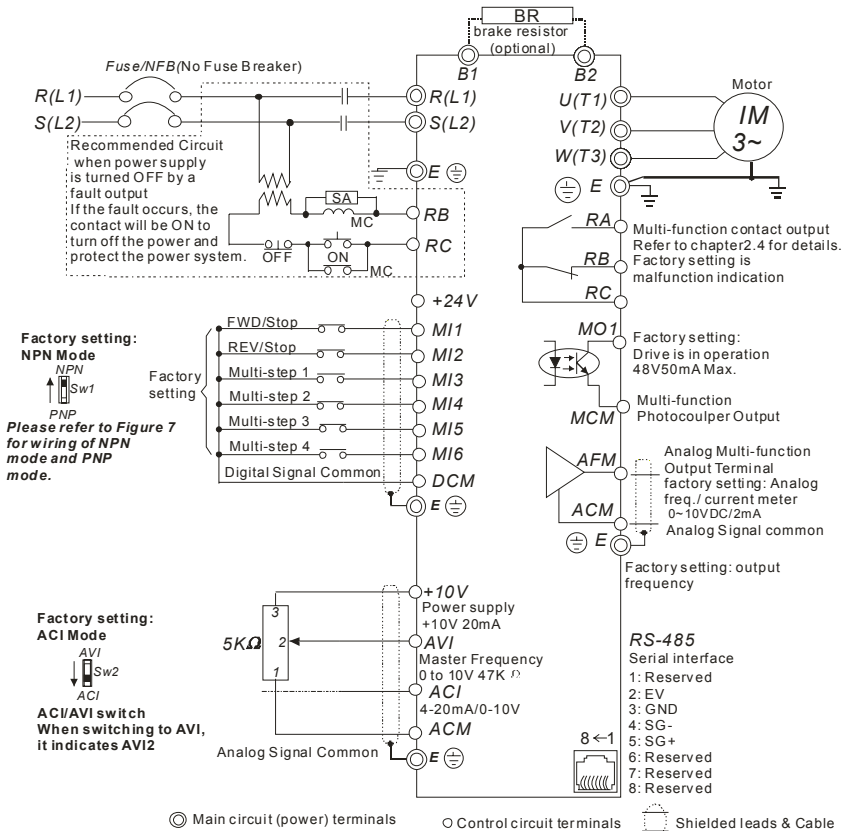 BR
brake resistor
(optional)
B1
B2
Fuse/NFB(No Fuse Breaker)
R(L1)
S(L2)
R(L1)
S(L2)
E
Recommended Circuit
when power supply
is turned OFF by a
fault output
If the fault occurs, the
contact will be ON to
turn off the power and
protect the power system.
SA
MC
OFF
ON
MC
RB
RC
Motor
IM
3~
U(T1)
V(T2)
W(T3)
E
RA
RB
RC
Multi-function contact output
Refer to chapter2.4 for details.
Factory setting is
malfunction indication
+24V
Factory setting:
NPN Mode
NPN
Sw1
PNP
Please refer to Figure 7
for wiring of NPN
mode and PNP
mode.
Factory
setting
FWD/Stop
REV/Stop
Multi-step 1
Multi-step 2
Multi-step 3
Multi-step 4
Digital Signal Common
MI1
MI2
MI3
MI4
MI5
MI6
DCM
E
MO1
Factory setting:
Drive is in operation
48V50mA Max.
MCM
Multi-function
Photocoulper Output
AFM
ACM
E
Analog Multi-function
Output Terminal
factory setting: Analog
freq./ current meter
0~10VDC/2mA
Analog Signal common
Factory setting: output
frequency
Factory setting:
ACI Mode
AVI
Sw2
ACI
ACI/AVI switch
When switching to AVI,
it indicates AVI2
5KΩ
3
2
1
+10V
Power supply
+10V 20mA
AVI
Master Frequency
0 to 10V 47K Ω
ACI
4-20mA/0-10V
ACM
Analog Signal Common
E
RS-485
Serial interface
1: Reserved
2: EV
3: GND
4: SG-
5: SG+
6: Reserved
7: Reserved
8: Reserved
8←1
Main circuit (power) terminals
Control circuit terminals
Shielded leads & Cable